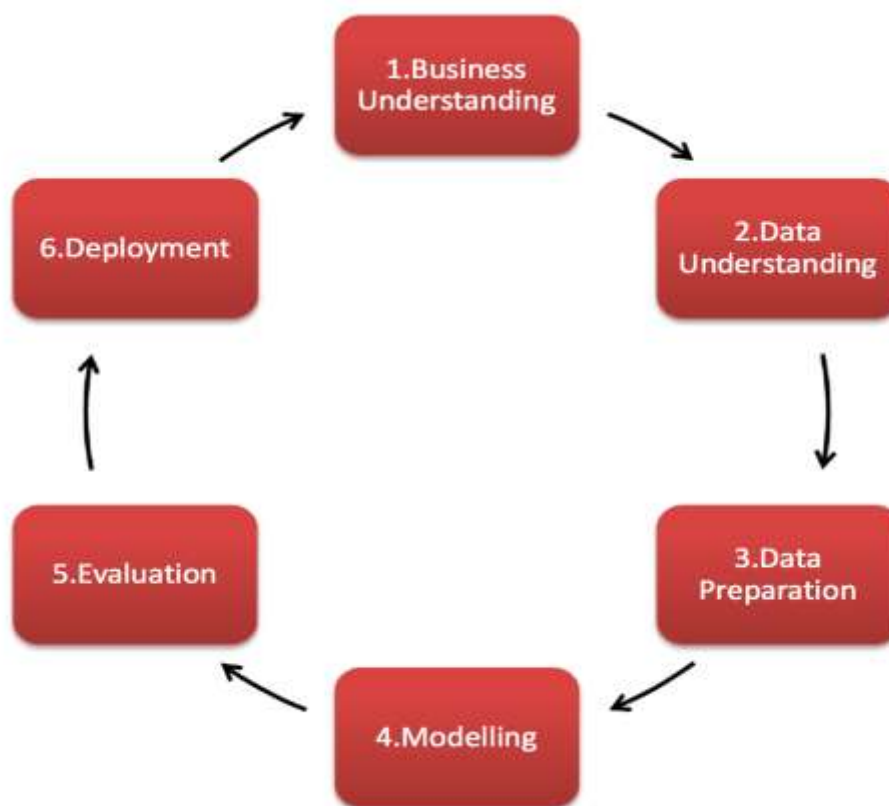 1.Business
Understanding
2.Data
Understanding
3.Data
Preparation
4.Modelling
5.Evaluation
6.Deployment